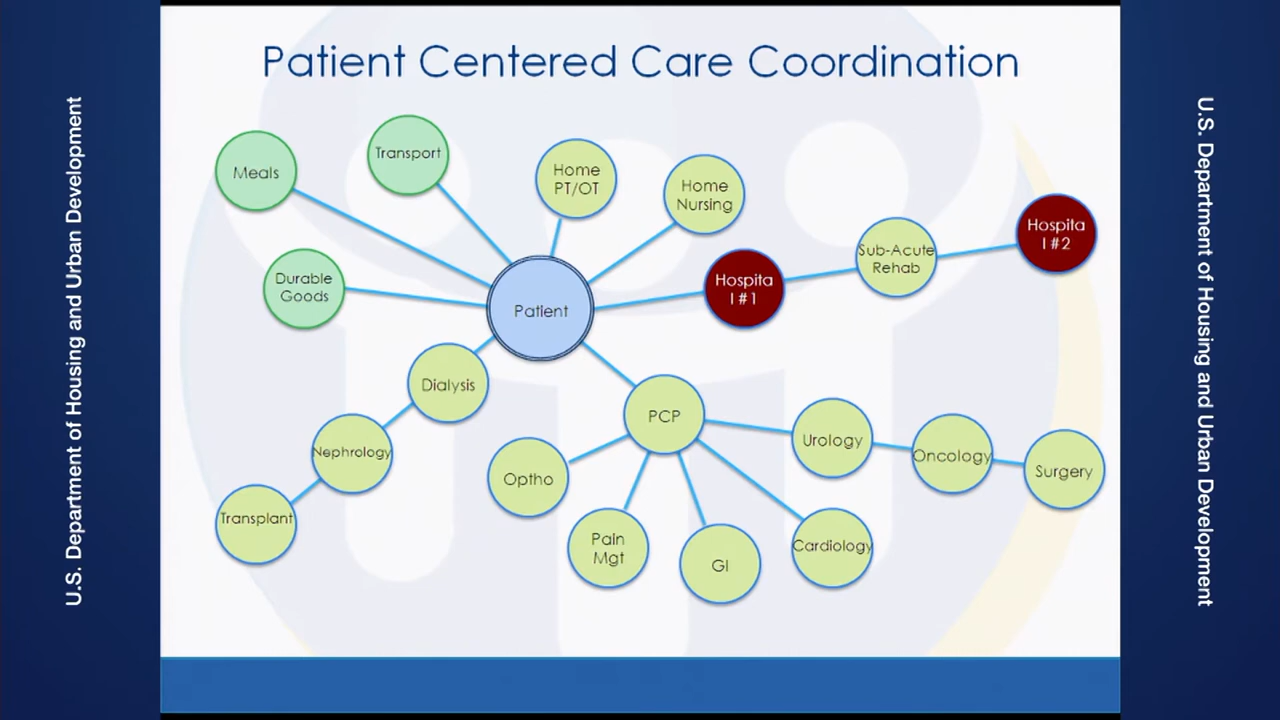 Patient Centered Care Coordination
U.S. Department of Housing and Urban Development
Meals
Transport
Home
PT/OT
Home
Nursing
Hospita
l #2
Sub-Acute
Rehab
Hospita
l #1
Durable
Goods
Patient
Dialysis
PCP
Urology
Nephrology
Oncology
Surgery
Optho
Transplant
Pain
Mgt
GI
Cardiology
U.S. Department of Housing and Urban Development